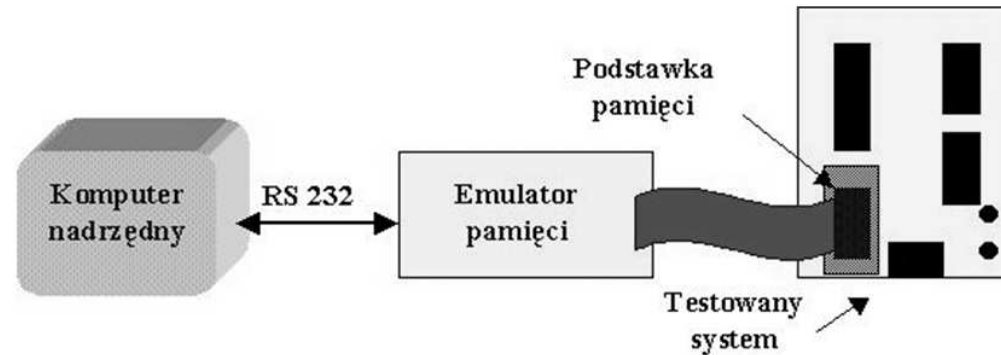 Komputer
nadrzędny
RS 232
Emulator
pamięci
Podstawka
pamięci
Testowany
system